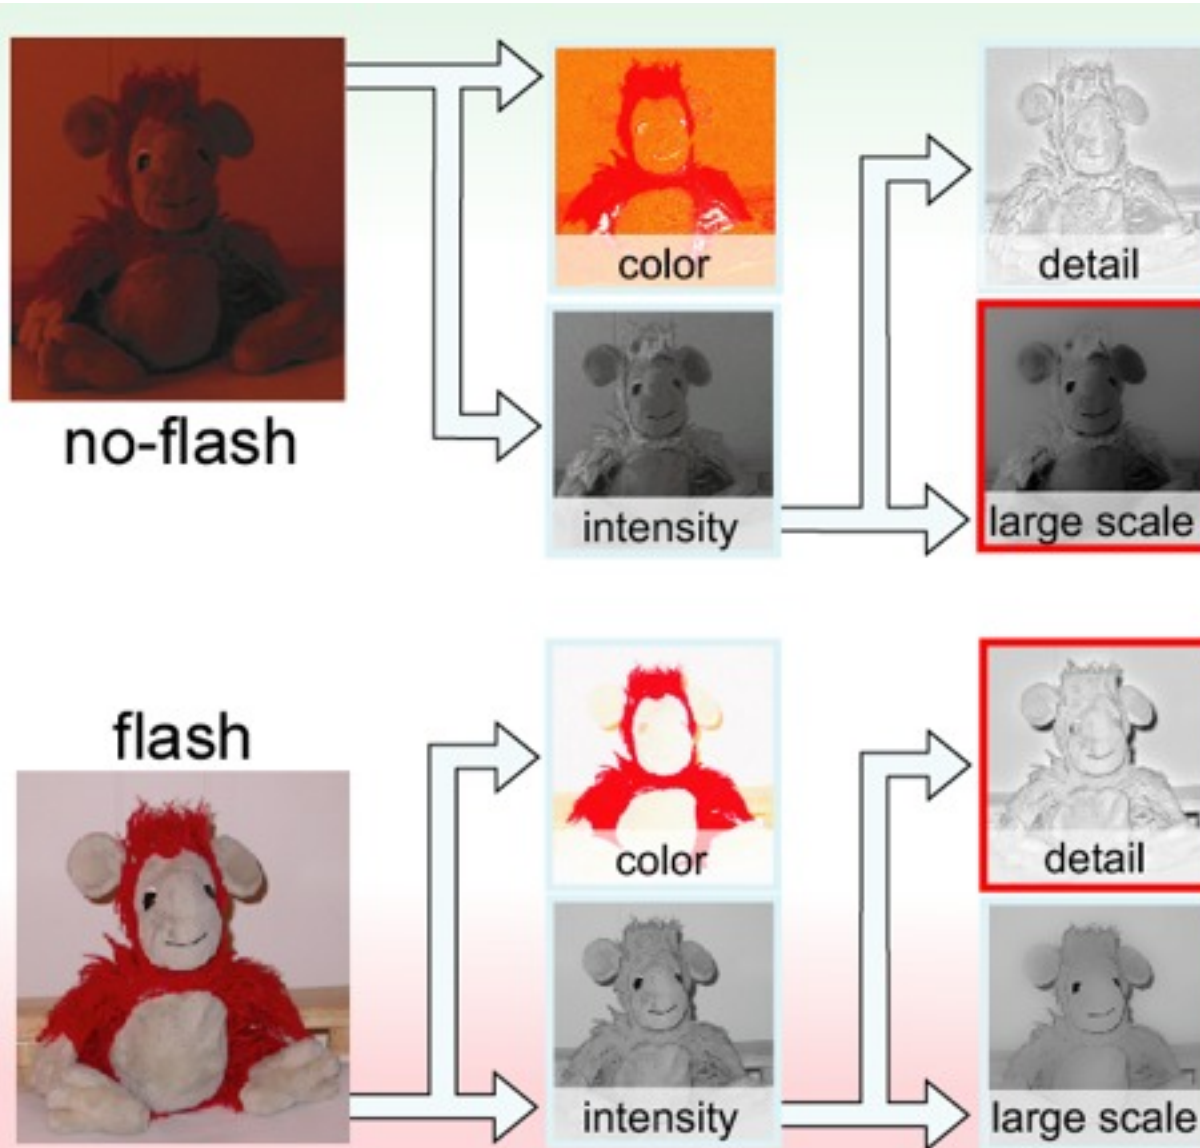 color
detail
no-flash
intensity
large scale
flash
color
detail
intensity
large scale